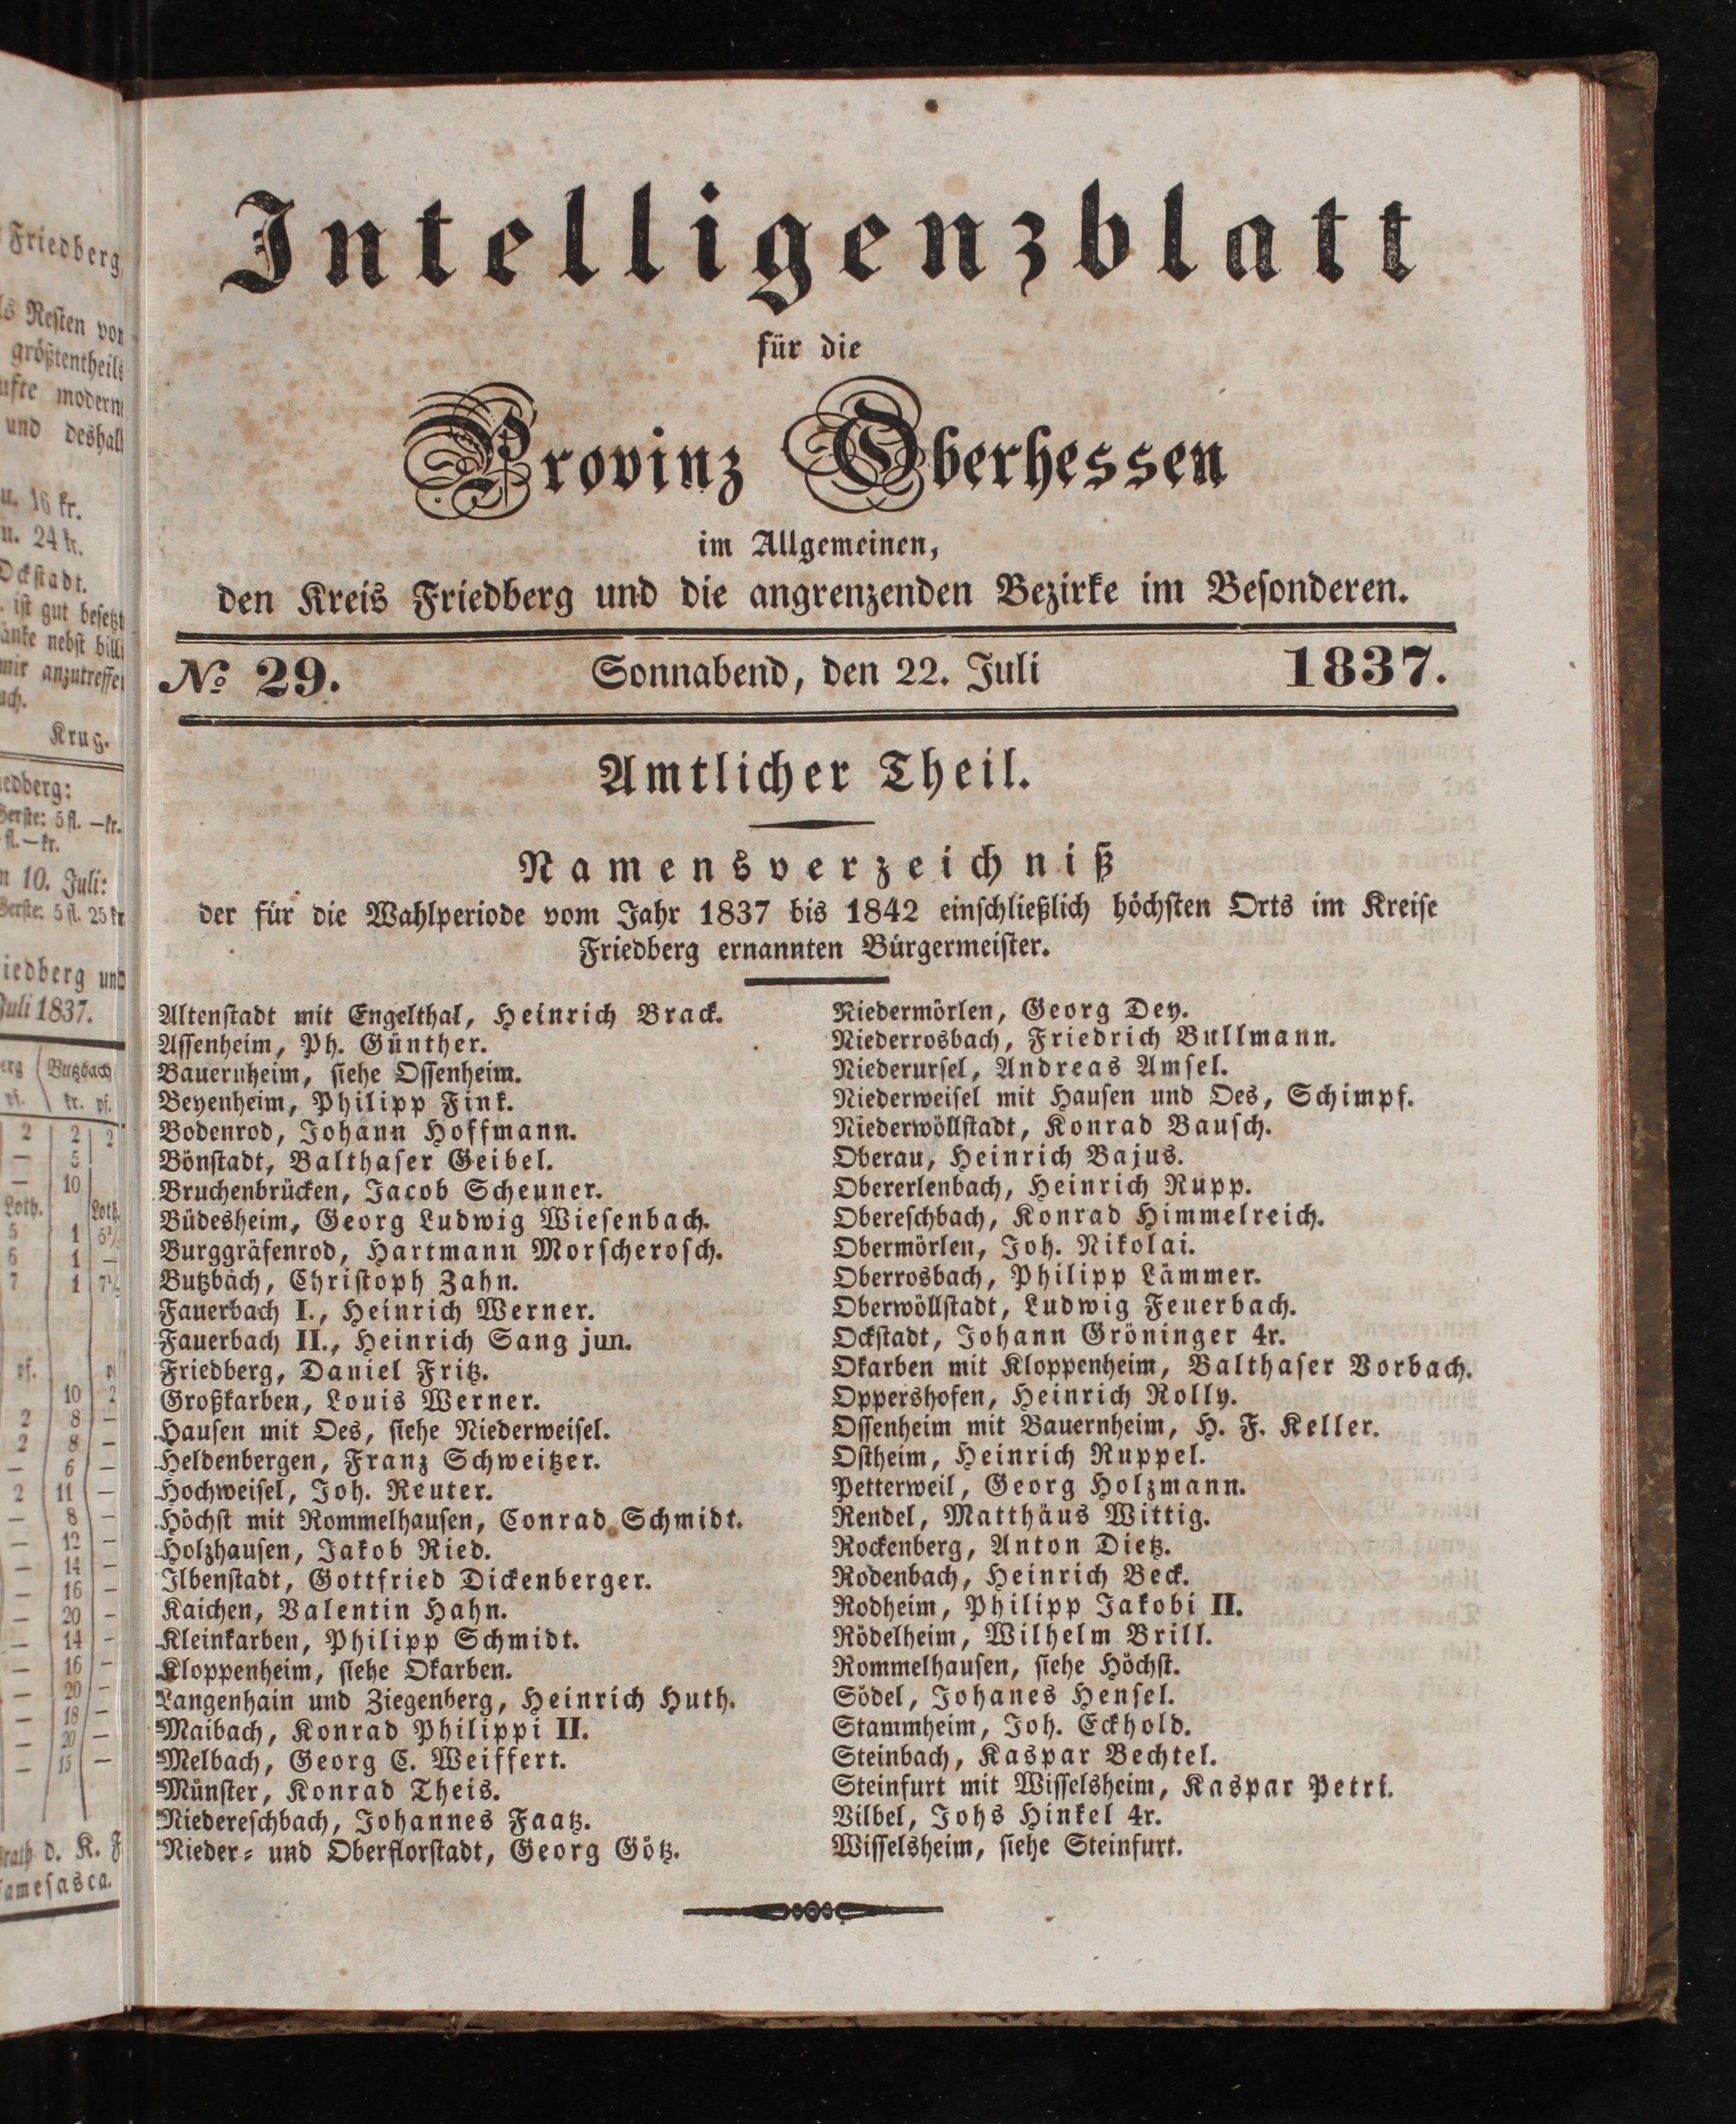 Intelligenzblatt
für die
Provinz Oberhessen
im Allgemeinen,
den Kreis Friedberg und die angrenzenden Bezirke im Beſonderen.
№ 29. Sonnabend, den 22. Juli 1837.
Amtlicher Theil.
Namensverzeichniß
der für die Wahlperiode vom Jahr 1837 bis 1842 einſchließlich höchſten Orts im Kreiſe
Friedberg ernannten Bürgermeiſter.
Altenſtadt mit Engelthal, Heinrich Brack.
Aſſenheim, Ph. Günther.
Bauernheim, ſiehe Oſſenheim.
Beyenheim, Philipp Fink.
Bodenrod, Johann Hoffmann.
Bönſtadt, Balthaſer Geibel.
Bruchenbrücken, Jacob Scheuner.
Büdesheim, Georg Ludwig Wieſenbach.
Burggräfenrod, Hartmann Morſcheroſch.
Butzbach, Chriſtoph Zahn.
Fauerbach I., Heinrich Werner.
Fauerbach II., Heinrich Sang jun.
Friedberg, Daniel Fritz.
Großkarben, Louis Werner.
Hauſen mit Oes, ſiehe Niederweiſel.
Heldenbergen, Franz Schweitzer.
Hochweiſel, Joh. Reuter.
Höchſt mit Rommelhauſen, Conrad Schmidt.
Holzhauſen, Jakob Ried.
Ilbenſtadt, Gottfried Dickenberger.
Kaichen, Valentin Hahn.
Kleinkarben, Philipp Schmidt.
Kloppenheim, ſiehe Okarben.
Langenhain und Ziegenberg, Heinrich Huth.
Maibach, Konrad Philippi II.
Melbach, Georg C. Weiffert.
Münſter, Konrad Theis.
Niedereſchbach, Johannes Faatz.
Nieder- und Oberflorſtadt, Georg Götz.
Niedermörlen, Georg Dey.
Niederrosbach, Friedrich Bullmann.
Niederurſel, Andreas Amſel.
Niederweiſel mit Hauſen und Oes, Schimpf.
Niederwöllſtadt, Konrad Bauſch.
Oberau, Heinrich Bajus.
Obererlenbach, Heinrich Rupp.
Obereſchbach, Konrad Himmelreich.
Obermörlen, Joh. Nikolai.
Oberrosbach, Philipp Lämmer.
Oberwöllſtadt, Ludwig Feuerbach.
Ockſtadt, Johann Gröninger 4r.
Okarben mit Kloppenheim, Balthaſer Vorbach.
Oppershofen, Heinrich Rolly.
Oſſenheim mit Bauernheim, H. F. Keller.
Oſtheim, Heinrich Ruppel.
Petterweil, Georg Holzmann.
Rendel, Matthäus Wittig.
Rockenberg, Anton Dietz.
Rodenbach, Heinrich Beck.
Rodheim, Philipp Jakobi II.
Rödelheim, Wilhelm Brill.
Rommelhauſen, ſiehe Höchſt.
Södel, Johanes Henſel.
Stammheim, Joh. Eckhold.
Steinbach, Kaspar Bechtel.
Steinfurt mit Wiſſelsheim, Kaspar Petri.
Vilbel, Johs Hinkel 4r.
Wiſſelsheim, ſiehe Steinfurt.